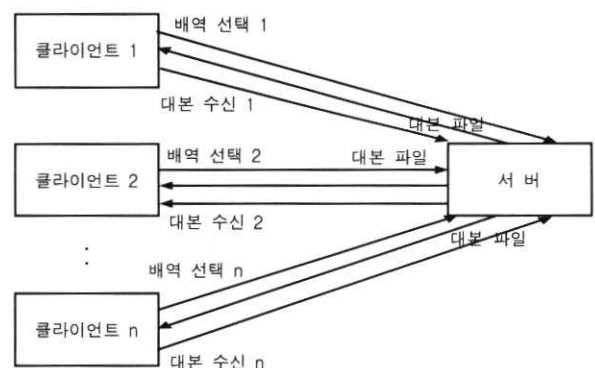 배역 선택 1
클라이언트 1
대본 수신 1
대본 파일
배역 선택 2
대본 파일
클라이언트 2
서 버
대본 수신 2
대본 파일
:
배역 선택 n
클라이언트 n
대본 수신 n